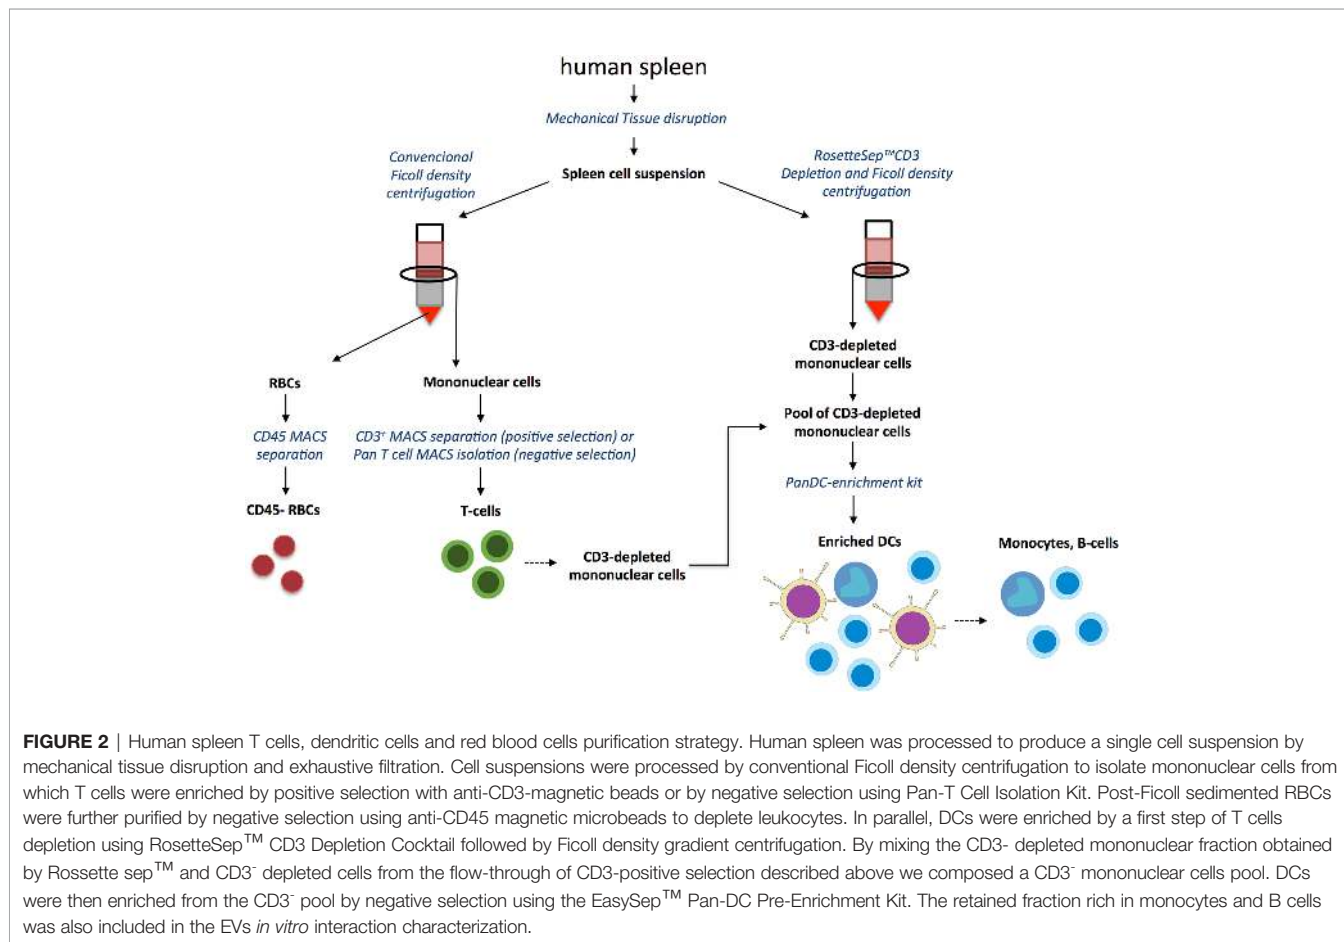 human spleen
Mechanical Tissue disruption
Convencional
Ficoll density
centrifugation
Spleen cell suspension
RosetteSep™CD3
Depletion and Ficoll density
centrifugation
RBCs
Mononuclear cells
CD3-depleted
mononuclear cells
CD45 MACS
separation
CD3⁺ MACS separation (positive selection) or
Pan T cell MACS isolation (negative selection)
Pool of CD3-depleted
mononuclear cells
PanDC-enrichment kit
CD45- RBCs
T-cells
CD3-depleted
mononuclear cells
Enriched DCs
Monocytes, B-cells
FIGURE 2 | Human spleen T cells, dendritic cells and red blood cells purification strategy. Human spleen was processed to produce a single cell suspension by
mechanical tissue disruption and exhaustive filtration. Cell suspensions were processed by conventional Ficoll density centrifugation to isolate mononuclear cells from
which T cells were enriched by positive selection with anti-CD3-magnetic beads or by negative selection using Pan-T Cell Isolation Kit. Post-Ficoll sedimented RBCs
were further purified by negative selection using anti-CD45 magnetic microbeads to deplete leukocytes. In parallel, DCs were enriched by a first step of T cells
depletion using RosetteSep™ CD3 Depletion Cocktail followed by Ficoll density gradient centrifugation. By mixing the CD3- depleted mononuclear fraction obtained
by Rossette sep™ and CD3⁻ depleted cells from the flow-through of CD3-positive selection described above we composed a CD3⁻ mononuclear cells pool. DCs
were then enriched from the CD3⁻ pool by negative selection using the EasySep™ Pan-DC Pre-Enrichment Kit. The retained fraction rich in monocytes and B cells
was also included in the EVs in vitro interaction characterization.